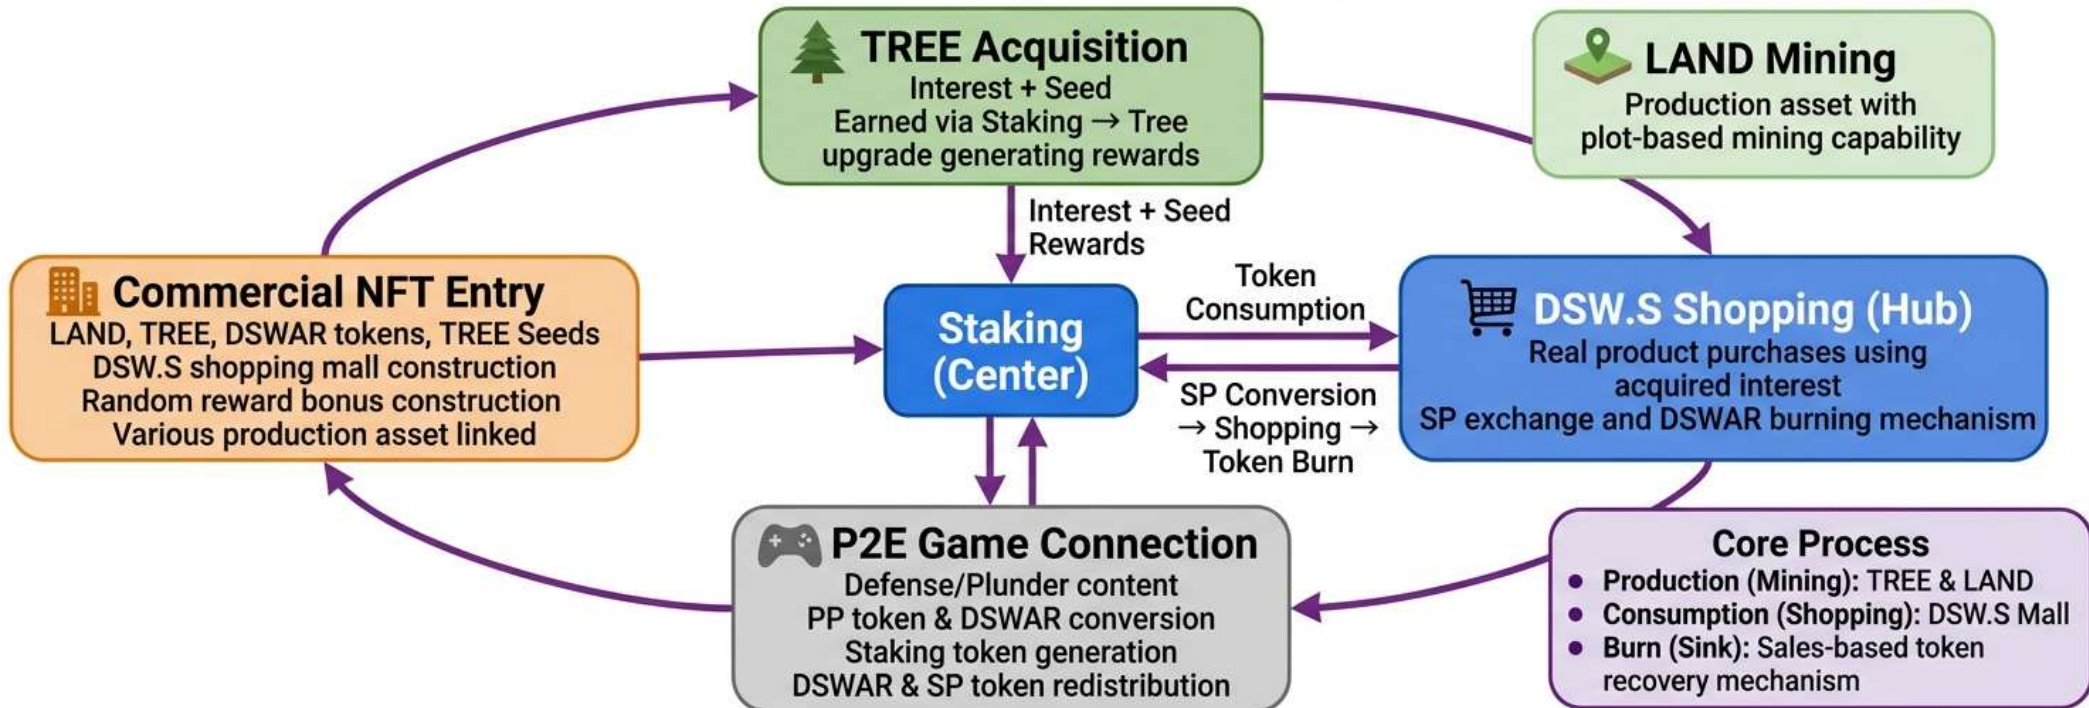 TREE Acquisition
Interest + Seed
Earned via Staking → Tree
upgrade generating rewards
LAND Mining
Production asset with
plot-based mining capability
Interest + Seed
Rewards
Commercial NFT Entry
LAND, TREE, DSWAR tokens, TREE Seeds
DSW.S shopping mall construction
Random reward bonus construction
Various production asset linked
Staking
(Center)
Token
Consumption
SP Conversion
→ Shopping →
Token Burn
DSW.S Shopping (Hub)
Real product purchases using
acquired interest
SP exchange and DSWAR burning mechanism
P2E Game Connection
Defense/Plunder content
PP token & DSWAR conversion
Staking token generation
DSWAR & SP token redistribution
Core Process
• Production (Mining): TREE & LAND
• Consumption (Shopping): DSW.S Mall
• Burn (Sink): Sales-based token
recovery mechanism